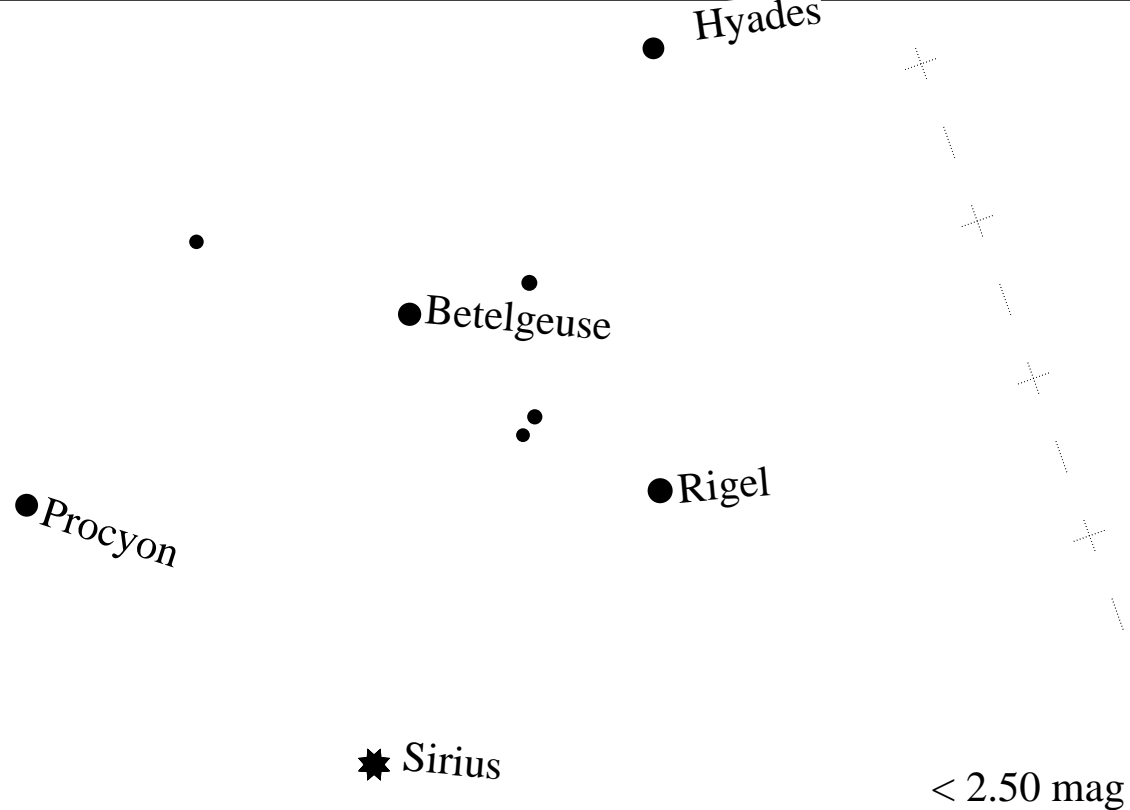 Hyades
Betelgeuse
Rigel
Procyon
Sirius
< 2.50 mag